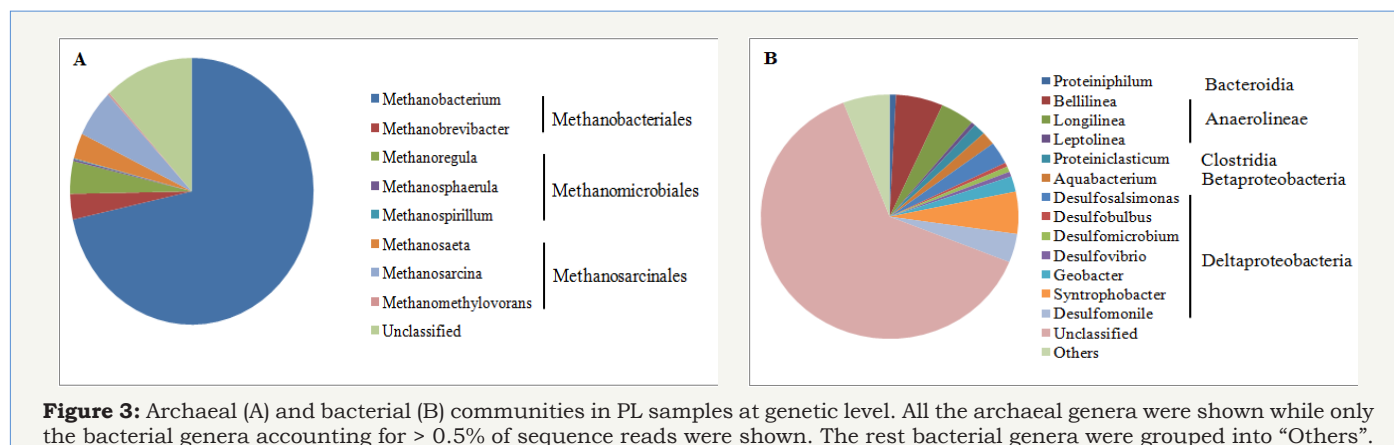 A
Methanobacterium
Methanobrevibacter
Methanobacteriales
Methanoregula
Methanosphaerula
Methanospirillum
Methanomicrobiales
Methanosaeta
Methanosarcina
Methanomethylovorans
Methanosarcinales
Unclassified
B
Proteiniphilum
Bacteroidia
Bellilinea
Longilinea
Leptolinea
Anaerolineae
Proteiniclasticum
Clostridia
Aquabacterium
Betaproteobacteria
Desulfosalsimonas
Desulfobulbus
Desulfomicrobium
Desulfovibrio
Geobacter
Syntrophobacter
Desulfomonile
Deltaproteobacteria
Unclassified
Others
Figure 3: Archaeal (A) and bacterial (B) communities in PL samples at genetic level. All the archaeal genera were shown while only
the bacterial genera accounting for > 0.5% of sequence reads were shown. The rest bacterial genera were grouped into “Others”.